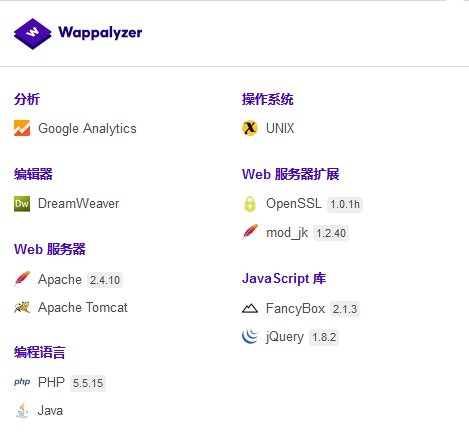 W Wappalyzer
分析
Google Analytics
编辑器
Dw DreamWeaver
Web 服务器
Apache 2.4.10
Apache Tomcat
编程语言
php PHP 5.5.15
Java
操作系统
UNIX
Web 服务器扩展
OpenSSL 1.0.1h
mod_jk 1.2.40
JavaScript 库
FancyBox 2.1.3
jQuery 1.8.2